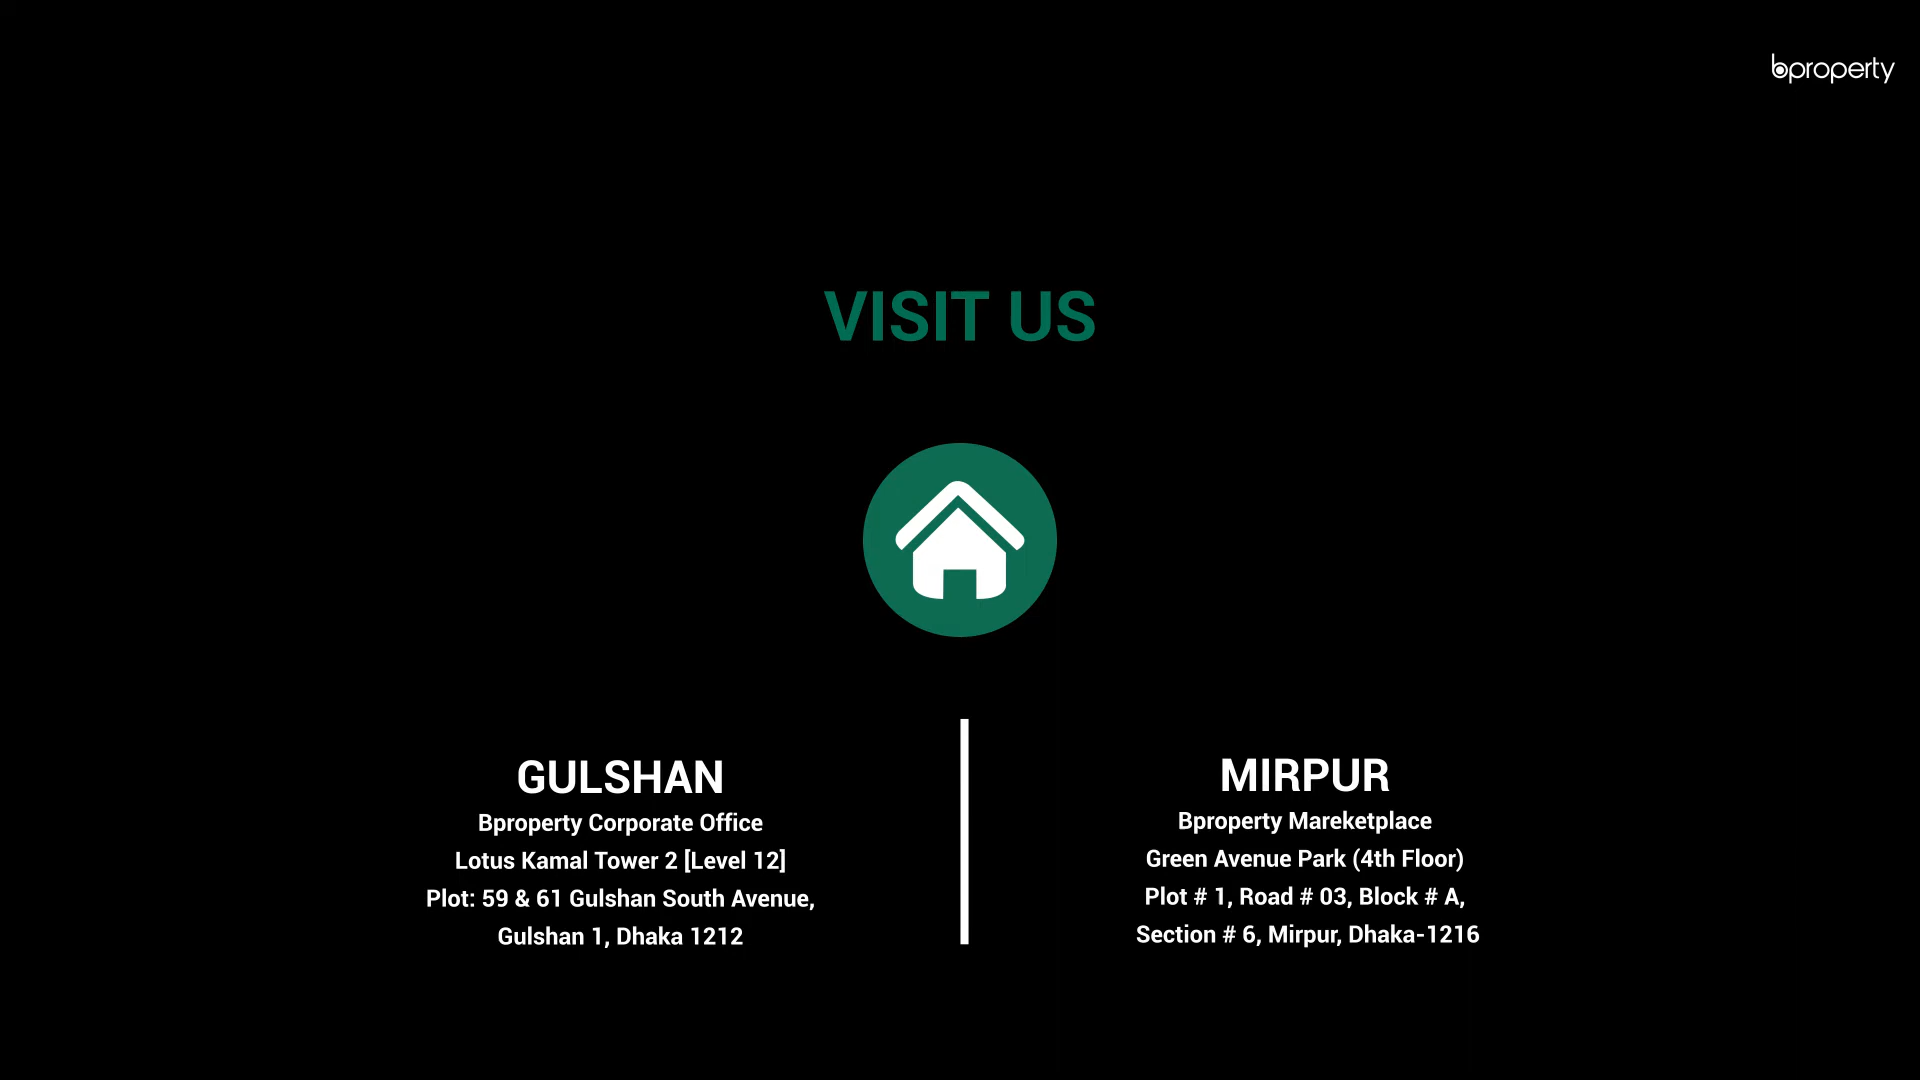 bproperty
VISIT US
GULSHAN
Bproperty Corporate Office
Lotus Kamal Tower 2 [Level 12]
Plot: 59 & 61 Gulshan South Avenue,
Gulshan 1, Dhaka 1212
MIRPUR
Bproperty Mareketplace
Green Avenue Park (4th Floor)
Plot # 1, Road # 03, Block # A,
Section # 6, Mirpur, Dhaka-1216